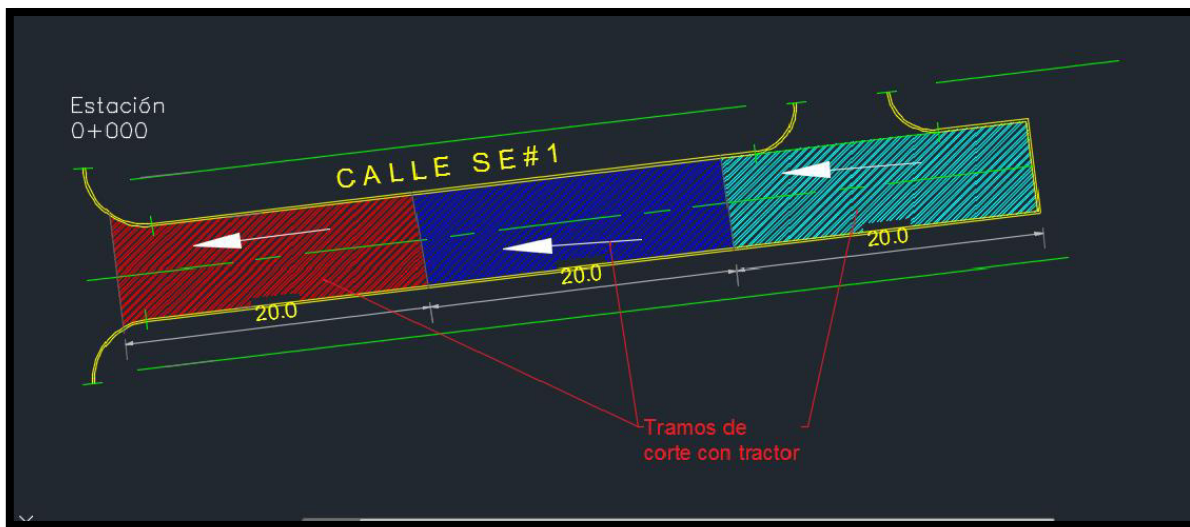 Estación
0+000
CALLE SE#1
20.0
20.0
20.0
Tramos de
corte con tractor